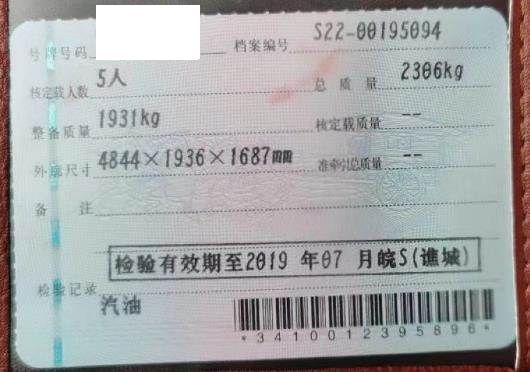 号牌号码 档案编号 S22-00195094
核定载人数 5人 总质量 2306kg
整备质量 1931kg 核定载质量 --
外廓尺寸 4844×1936×1687mm 准牵引总质量 --
备注
检验有效期至2019 年07 月皖S(谯城)
检验记录
汽油
*3410012395896*